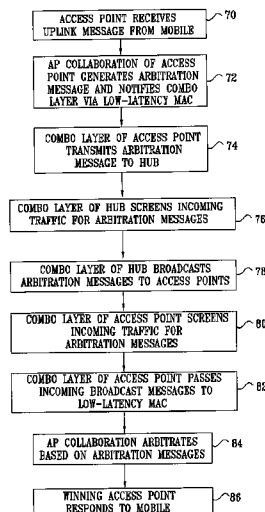 ACCESS POINT RECEIVES
UPLINK MESSAGE FROM MOBILE
70
AP COLLABORATION OF ACCESS
POINT GENERATES ARBITRATION
MESSAGE AND NOTIFIES COMBO
LAYER VIA LOW-LATENCY MAC
72
COMBO LAYER OF ACCESS POINT
TRANSMITS ARBITRATION
MESSAGE TO HUB
74
COMBO LAYER OF HUB SCREENS INCOMING
TRAFFIC FOR ARBITRATION MESSAGES
76
COMBO LAYER OF HUB BROADCASTS
ARBITRATION MESSAGES TO ACCESS POINTS
78
COMBO LAYER OF ACCESS POINT SCREENS
INCOMING TRAFFIC FOR
ARBITRATION MESSAGES
80
COMBO LAYER OF ACCESS POINT PASSES
INCOMING BROADCAST MESSAGES TO
LOW-LATENCY MAC
82
AP COLLABORATION ARBITRATES
BASED ON ARBITRATION MESSAGES
84
WINNING ACCESS POINT
RESPONDS TO MOBILE
86